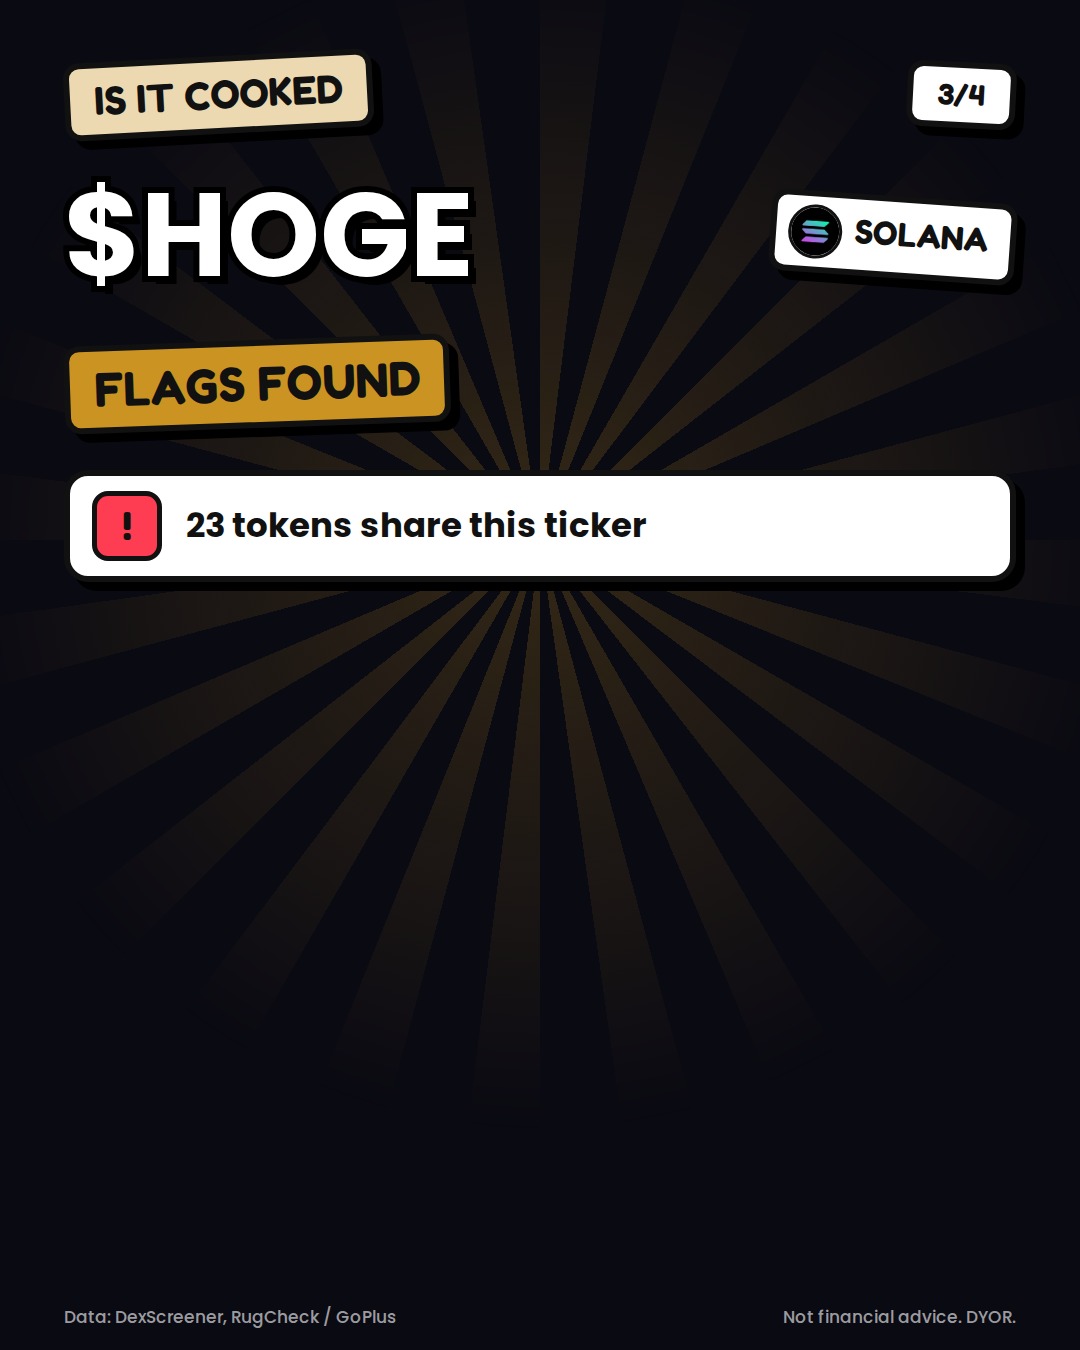 IS IT COOKED
3/4
$HOGE
SOLANA
FLAGS FOUND
! 23 tokens share this ticker
Data: DexScreener, RugCheck / GoPlus
Not financial advice. DYOR.